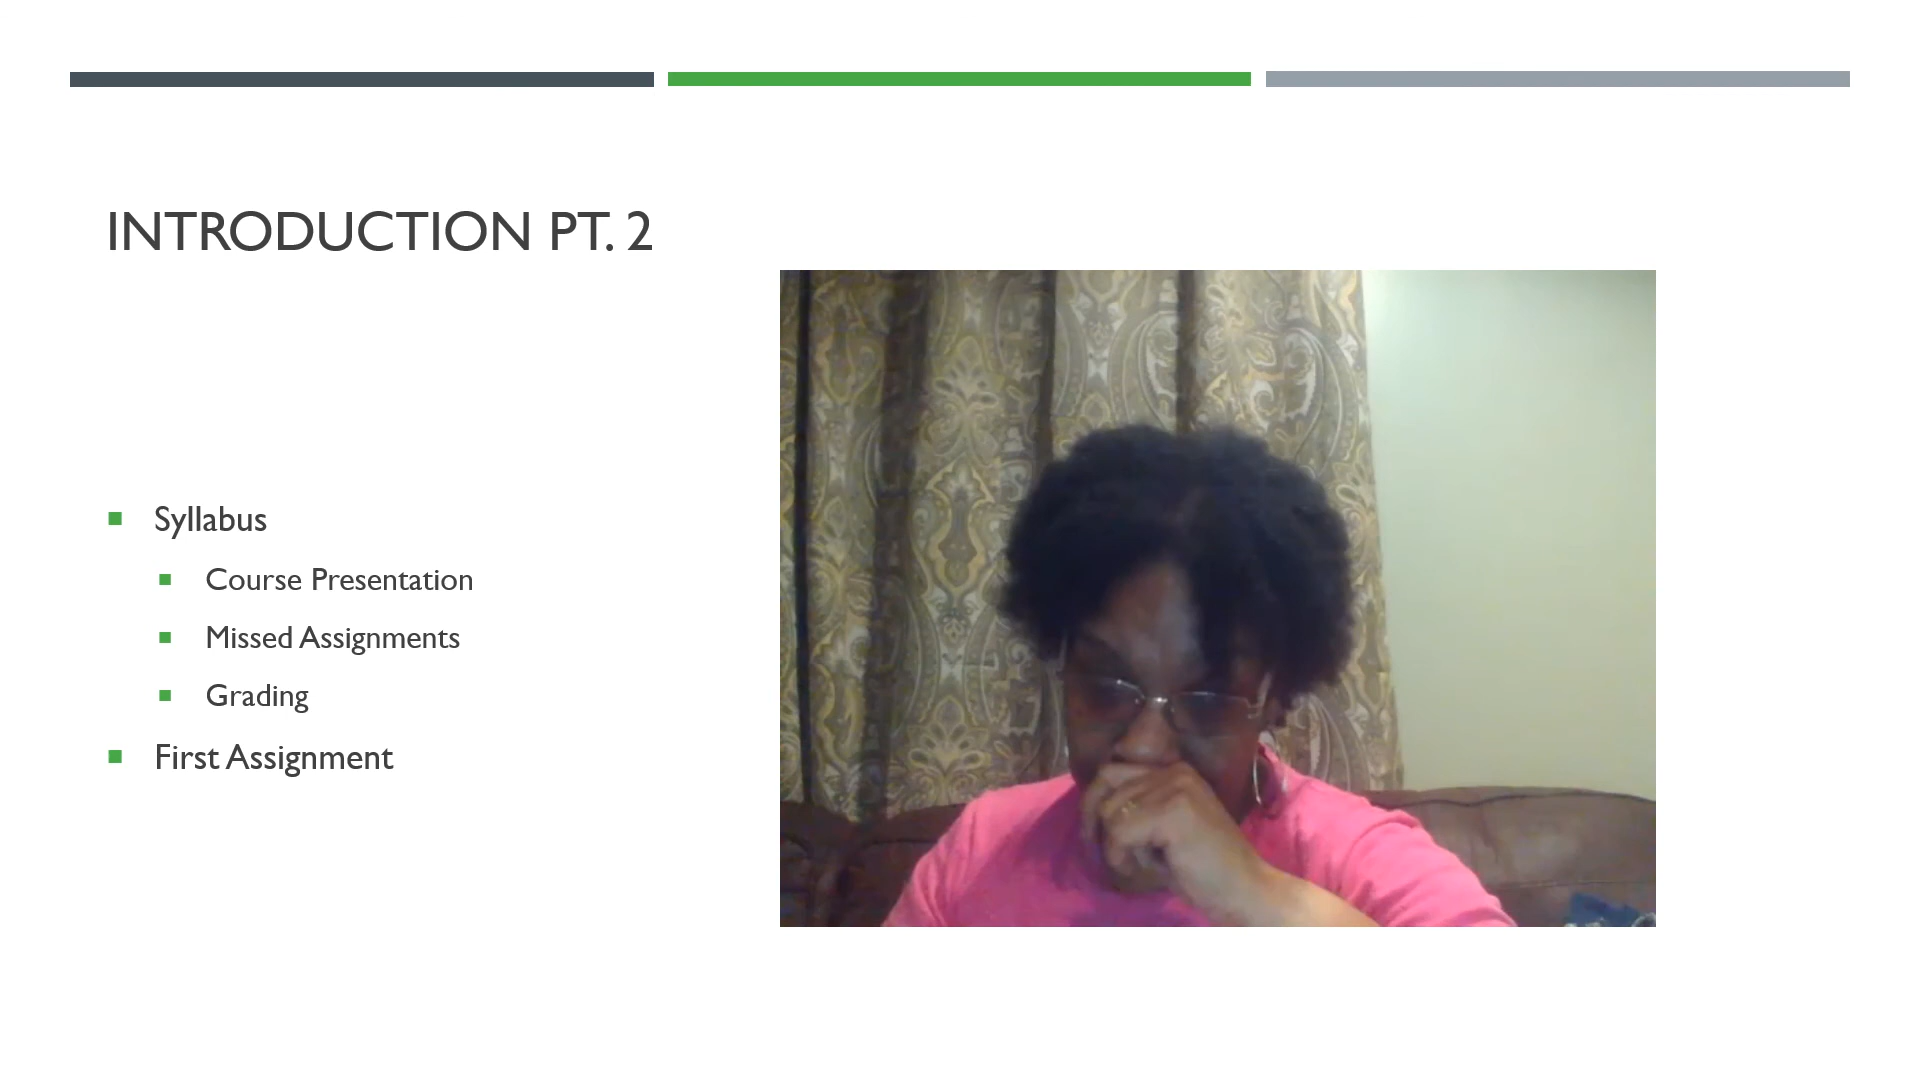 INTRODUCTION PT. 2
Syllabus
Course Presentation
Missed Assignments
Grading
First Assignment